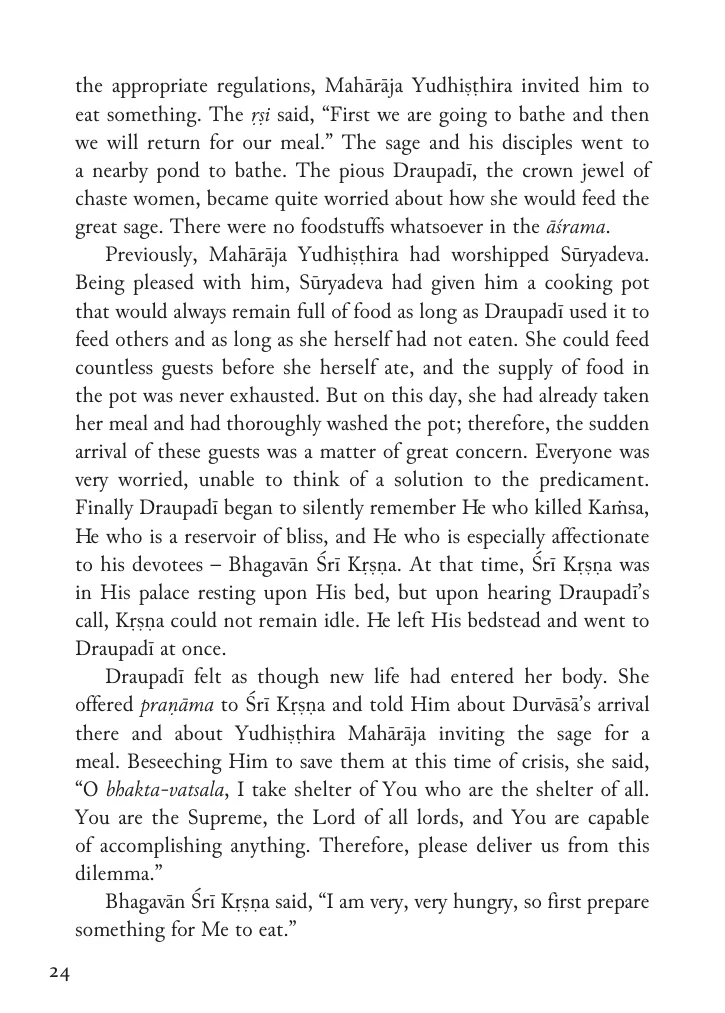 the appropriate regulations, Mahārāja Yudhiṣṭhira invited him to
eat something. The ṛṣi said, “First we are going to bathe and then
we will return for our meal.” The sage and his disciples went to
a nearby pond to bathe. The pious Draupadī, the crown jewel of
chaste women, became quite worried about how she would feed the
great sage. There were no foodstuffs whatsoever in the āśrama.
Previously, Mahārāja Yudhiṣṭhira had worshipped Sūryadeva.
Being pleased with him, Sūryadeva had given him a cooking pot
that would always remain full of food as long as Draupadī used it to
feed others and as long as she herself had not eaten. She could feed
countless guests before she herself ate, and the supply of food in
the pot was never exhausted. But on this day, she had already taken
her meal and had thoroughly washed the pot; therefore, the sudden
arrival of these guests was a matter of great concern. Everyone was
very worried, unable to think of a solution to the predicament.
Finally Draupadī began to silently remember He who killed Kaṁsa,
He who is a reservoir of bliss, and He who is especially affectionate
to his devotees – Bhagavān Śrī Kṛṣṇa. At that time, Śrī Kṛṣṇa was
in His palace resting upon His bed, but upon hearing Draupadī’s
call, Kṛṣṇa could not remain idle. He left His bedstead and went to
Draupadī at once.
Draupadī felt as though new life had entered her body. She
offered praṇāma to Śrī Kṛṣṇa and told Him about Durvāsā’s arrival
there and about Yudhiṣṭhira Mahārāja inviting the sage for a
meal. Beseeching Him to save them at this time of crisis, she said,
“O bhakta-vatsala, I take shelter of You who are the shelter of all.
You are the Supreme, the Lord of all lords, and You are capable
of accomplishing anything. Therefore, please deliver us from this
dilemma.”
Bhagavān Śrī Kṛṣṇa said, “I am very, very hungry, so first prepare
something for Me to eat.”
24